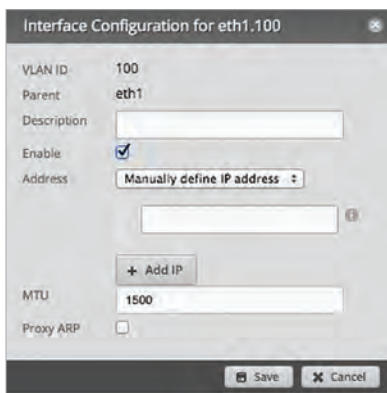 Interface Configuration for eth1.100
VLAN ID 100
Parent eth1
Description
Enable
Address Manually define IP address
+ Add IP
MTU 1500
Proxy ARP
Save Cancel